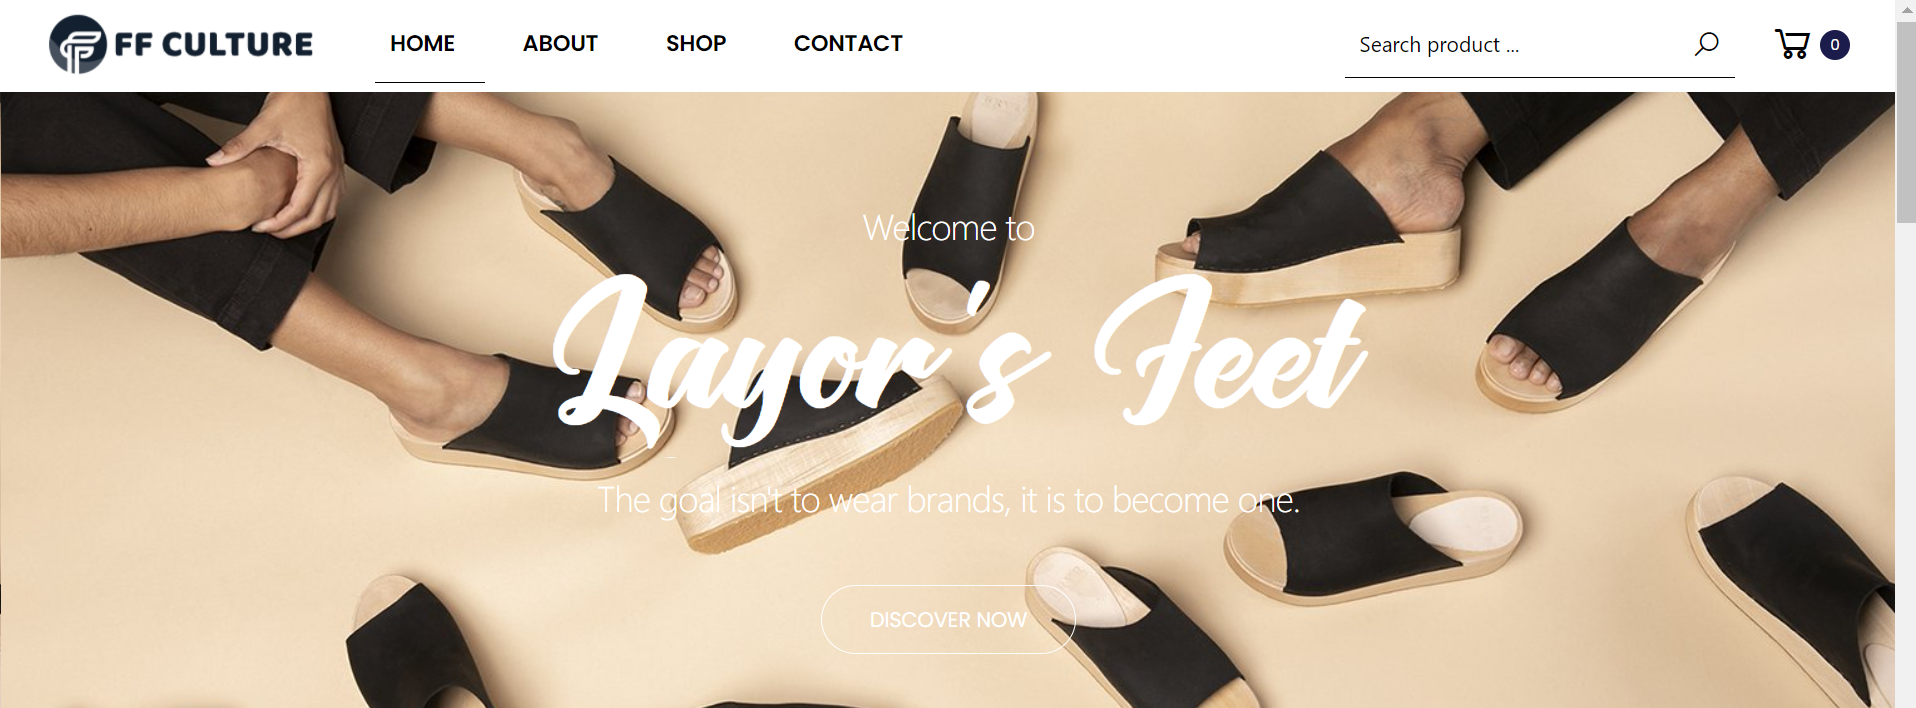 FF CULTURE
HOME ABOUT SHOP CONTACT
Search product ...
0
Welcome to
Layor's Feet
The goal isn't to wear brands, it is to become one.
DISCOVER NOW